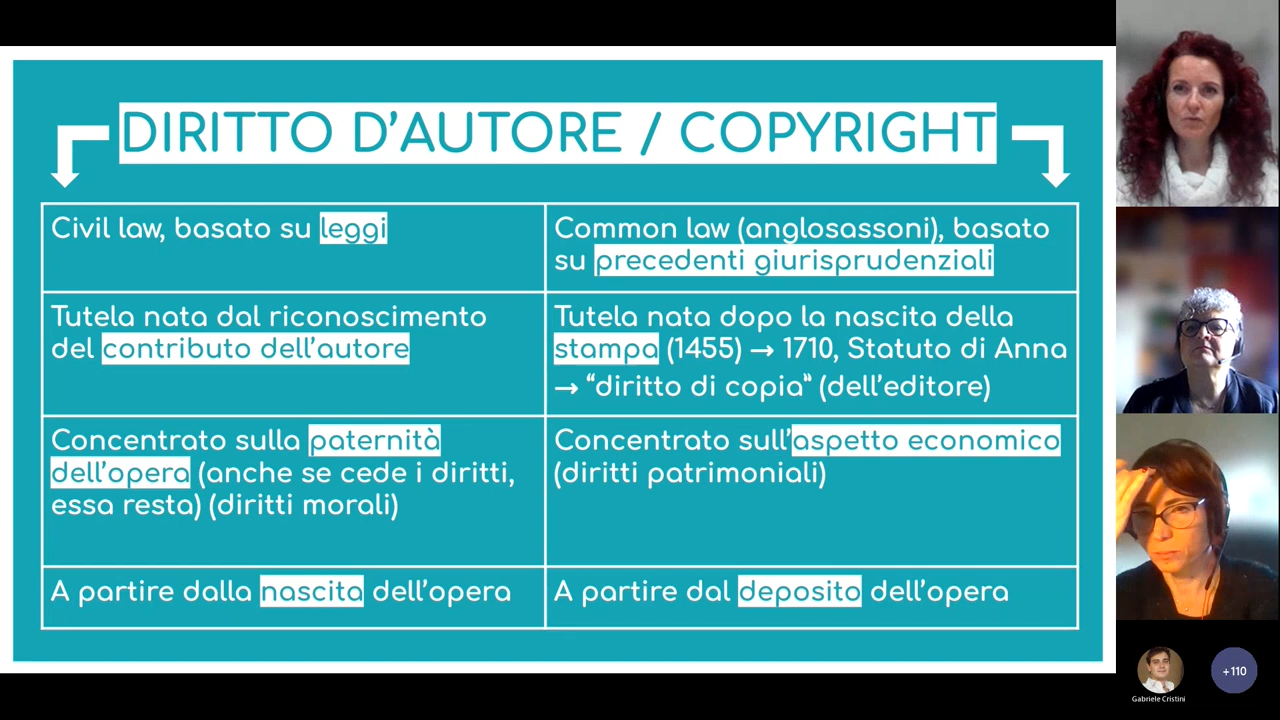 DIRITTO D'AUTORE / COPYRIGHT
Civil law, basato su leggi
Common law (anglosassoni), basato
su precedenti giurisprudenziali
Tutela nata dal riconoscimento
del contributo dell'autore
Tutela nata dopo la nascita della
stampa (1455) → 1710, Statuto di Anna
→ “diritto di copia” (dell'editore)
Concentrato sulla paternità
dell'opera (anche se cede i diritti,
essa resta) (diritti morali)
Concentrato sull'aspetto economico
(diritti patrimoniali)
A partire dalla nascita dell'opera
A partire dal deposito dell'opera
Gabriele Cristini
+110